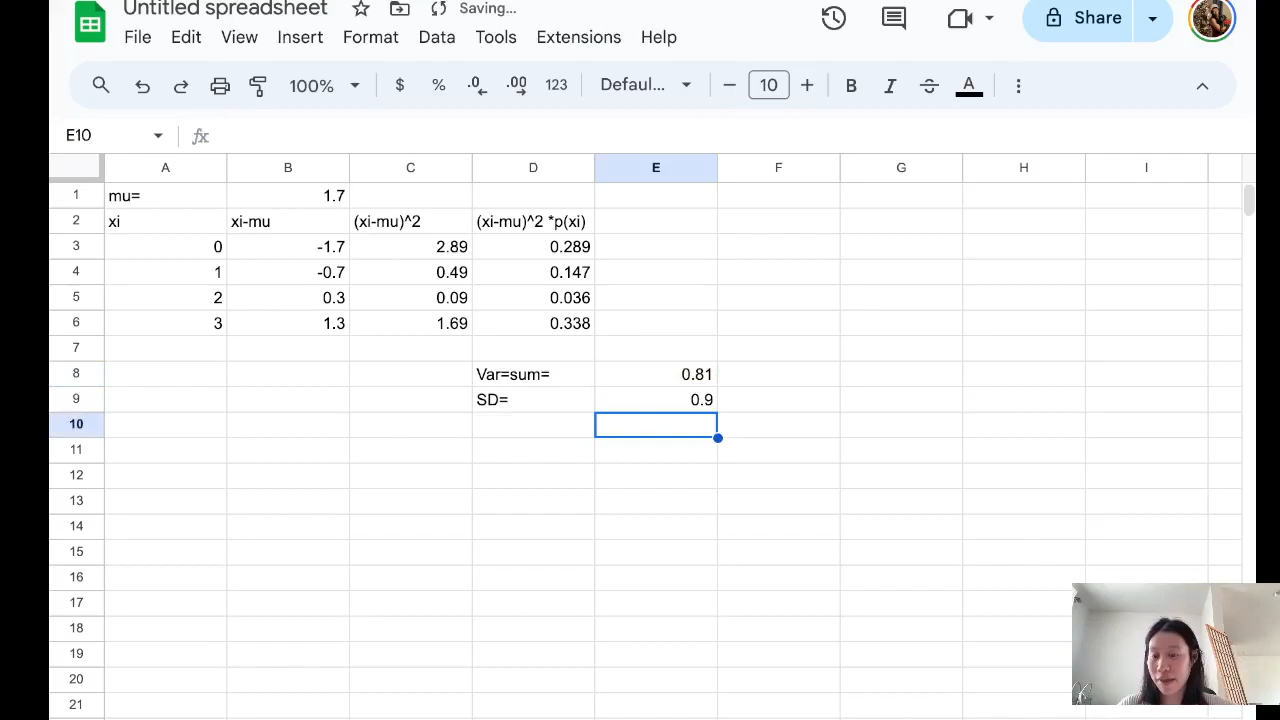 Untitled spreadsheet Saving...
File Edit View Insert Format Data Tools Extensions Help Share
100% $ % .0 .00 123 Defaul... 10 B I S A
E10 fx
A B C D E F G H I
1 mu= 1.7
2 xi xi-mu (xi-mu)^2 (xi-mu)^2 *p(xi)
3 0 -1.7 2.89 0.289
4 1 -0.7 0.49 0.147
5 2 0.3 0.09 0.036
6 3 1.3 1.69 0.338
7
8 Var=sum= 0.81
9 SD= 0.9
10
11
12
13
14
15
16
17
18
19
20
21